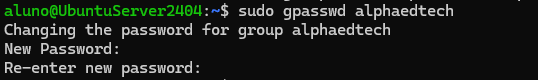 aluno@UbuntuServer2404:~$ sudo gpasswd alphaedtech
Changing the password for group alphaedtech
New Password:
Re-enter new password: